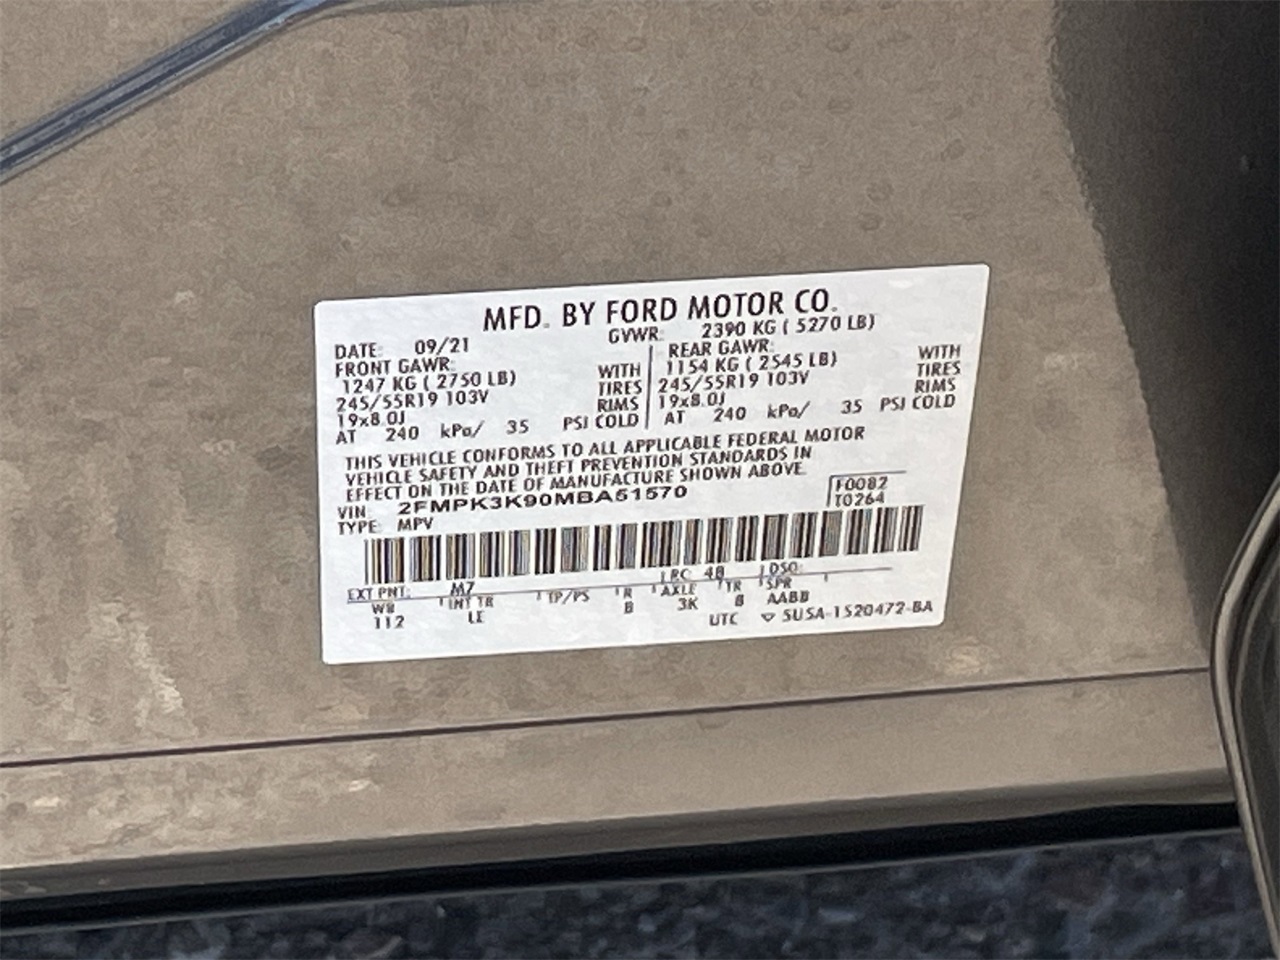 MFD. BY FORD MOTOR CO.
DATE: 09/21 GVWR: 2390 KG ( 5270 LB)
FRONT GAWR: REAR GAWR:
1247 KG ( 2750 LB) WITH 1154 KG ( 2545 LB) WITH
245/55R19 103V TIRES 245/55R19 103V TIRES
19x8.0J RIMS 19x8.0J RIMS
AT 240 kPa/ 35 PSI COLD AT 240 kPa/ 35 PSI COLD
THIS VEHICLE CONFORMS TO ALL APPLICABLE FEDERAL MOTOR
VEHICLE SAFETY AND THEFT PREVENTION STANDARDS IN
EFFECT ON THE DATE OF MANUFACTURE SHOWN ABOVE.
VIN: 2FMPK3K90MBA51570 F0082
TYPE: MPV T0264
EXT PNT: M7 RC: 48 DSO:
WB INT TR TP/PS R AXLE TR SPR
112 LE B 3K 8 AABB
UTC ▽ 5USA-1520472-BA